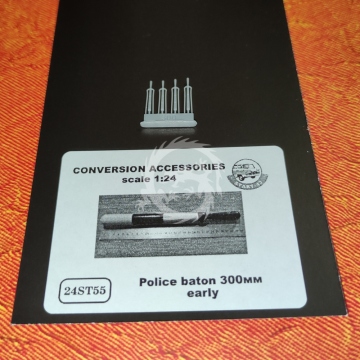 CONVERSION ACCESSORIES
scale 1:24
Police baton 300мм
early
24ST55